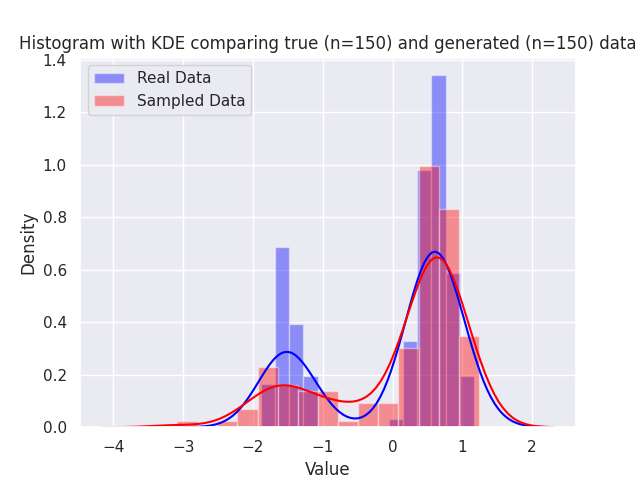 Histogram with KDE comparing true (n=150) and generated (n=150) data
Real Data
Sampled Data
Density
1.4
1.2
1.0
0.8
0.6
0.4
0.2
0.0
−4 −3 −2 −1 0 1 2
Value